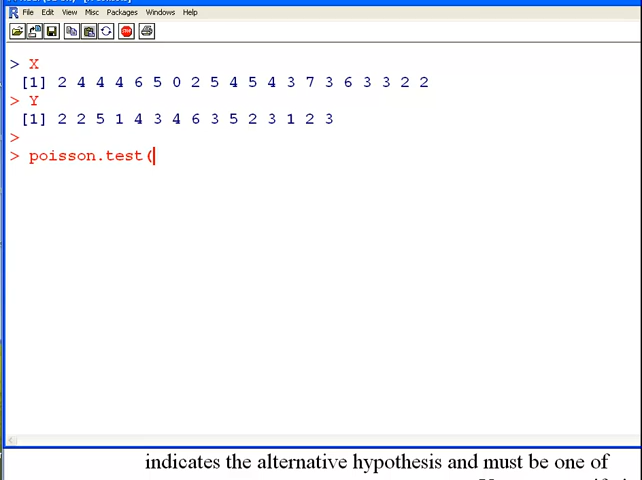 File Edit View Misc Packages Windows Help
STOP
> X
[1] 2 4 4 4 6 5 0 2 5 4 5 4 3 7 3 6 3 3 2 2
> Y
[1] 2 2 5 1 4 3 4 6 3 5 2 3 1 2 3
>
> poisson.test(
indicates the alternative hypothesis and must be one of